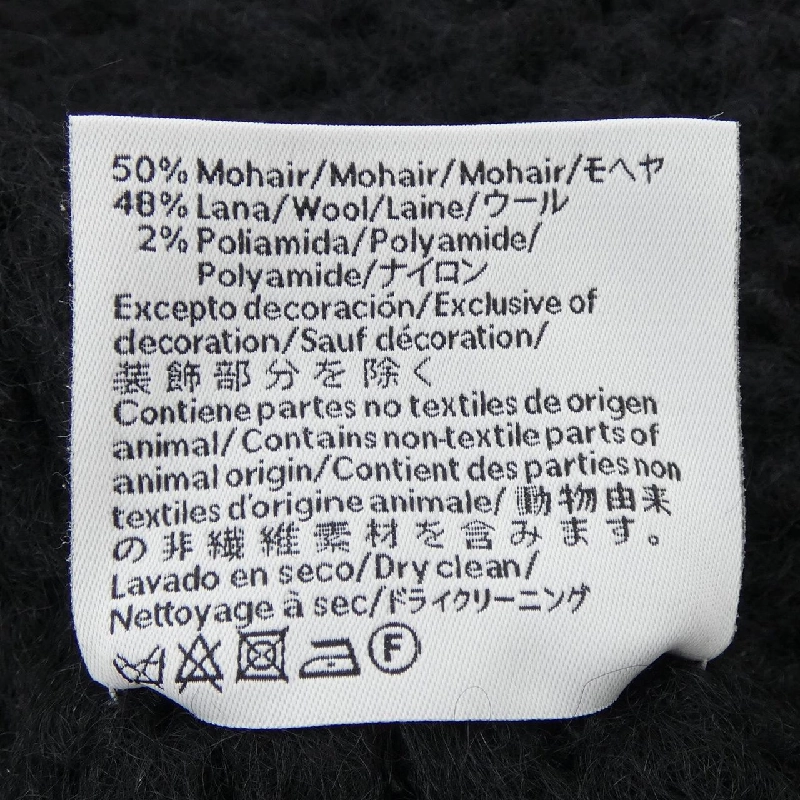 50% Mohair/Mohair/Mohair/モヘヤ
48% Lana/Wool/Laine/ウール
2% Poliamida/Polyamide/
Polyamide/ナイロン
Excepto decoración/Exclusive of
decoration/Sauf décoration/
装飾部分を除く
Contiene partes no textiles de origen
animal/Contains non-textile parts of
animal origin/Contient des parties non
textiles d'origine animale/動物由来
の非繊維素材を含みます。
Lavado en seco/Dry clean/
Nettoyage à sec/ドライクリーニング
F